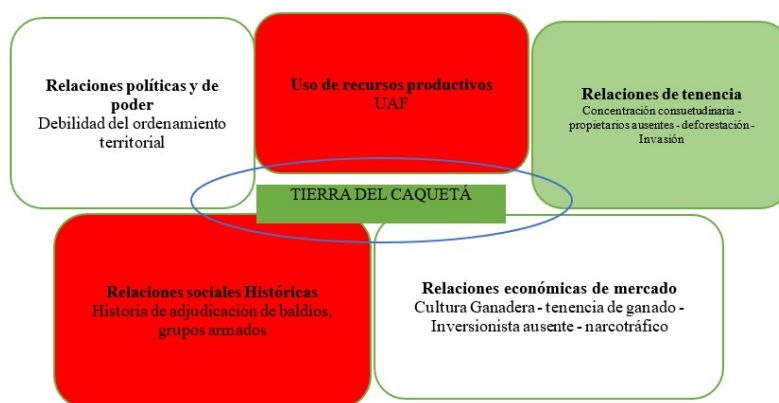 Relaciones políticas y de
poder
Debilidad del ordenamiento
territorial
Uso de recursos productivos
UAF
Relaciones de tenencia
Concentración consuetudinaria -
propietarios ausentes - deforestación -
Invasión
TIERRA DEL CAQUETÁ
Relaciones sociales Históricas
Historia de adjudicación de baldíos,
grupos armados
Relaciones económicas de mercado
Cultura Ganadera - tenencia de ganado -
Inversionista ausente - narcotráfico